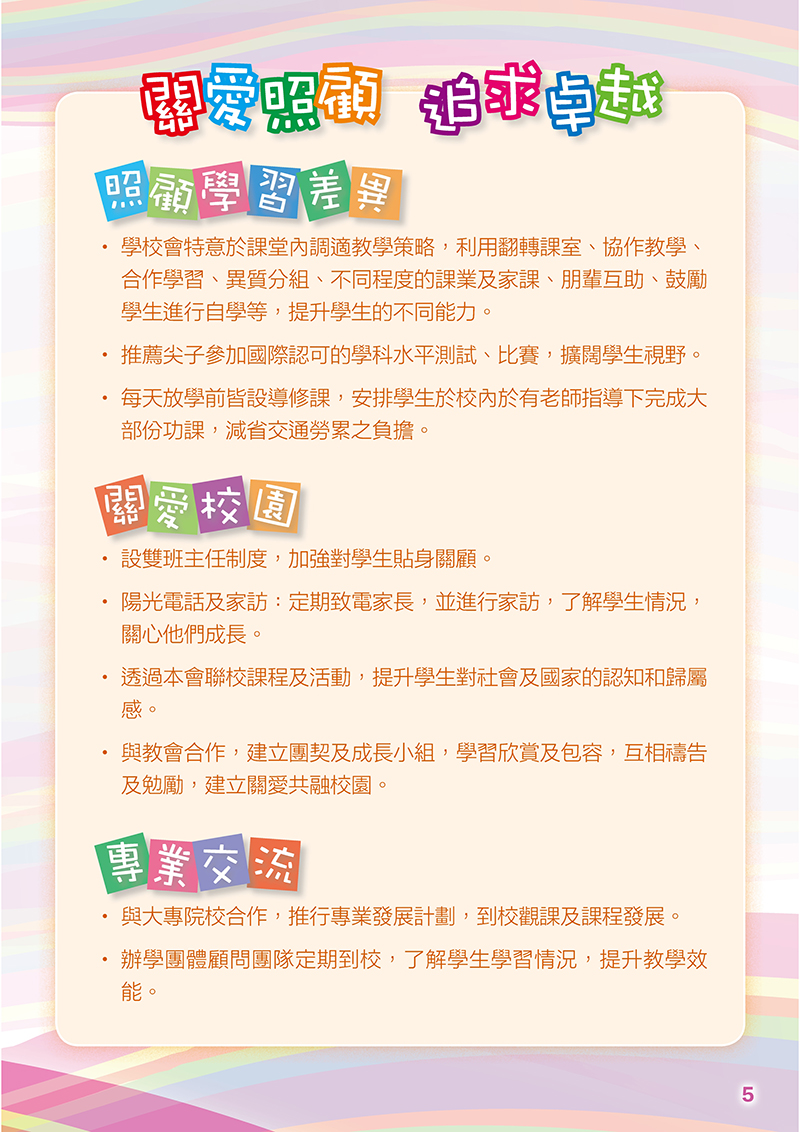 關愛照顧 追求卓越
照顧學習差異
• 學校會特意於課堂內調適教學策略，利用翻轉課室、協作教學、
合作學習、異質分組、不同程度的課業及家課、朋輩互助、鼓勵
學生進行自學等，提升學生的不同能力。
• 推薦尖子參加國際認可的學科水平測試、比賽，擴闊學生視野。
• 每天放學前皆設導修課，安排學生於校內於有老師指導下完成大
部份功課，減省交通勞累之負擔。
關愛校園
• 設雙班主任制度，加強對學生貼身關顧。
• 陽光電話及家訪：定期致電家長，並進行家訪，了解學生情況，
關心他們成長。
• 透過本會聯校課程及活動，提升學生對社會及國家的認知和歸屬
感。
• 與教會合作，建立團契及成長小組，學習欣賞及包容，互相禱告
及勉勵，建立關愛共融校園。
專業交流
• 與大專院校合作，推行專業發展計劃，到校觀課及課程發展。
• 辦學團體顧問團隊定期到校，了解學生學習情況，提升教學效
能。
5